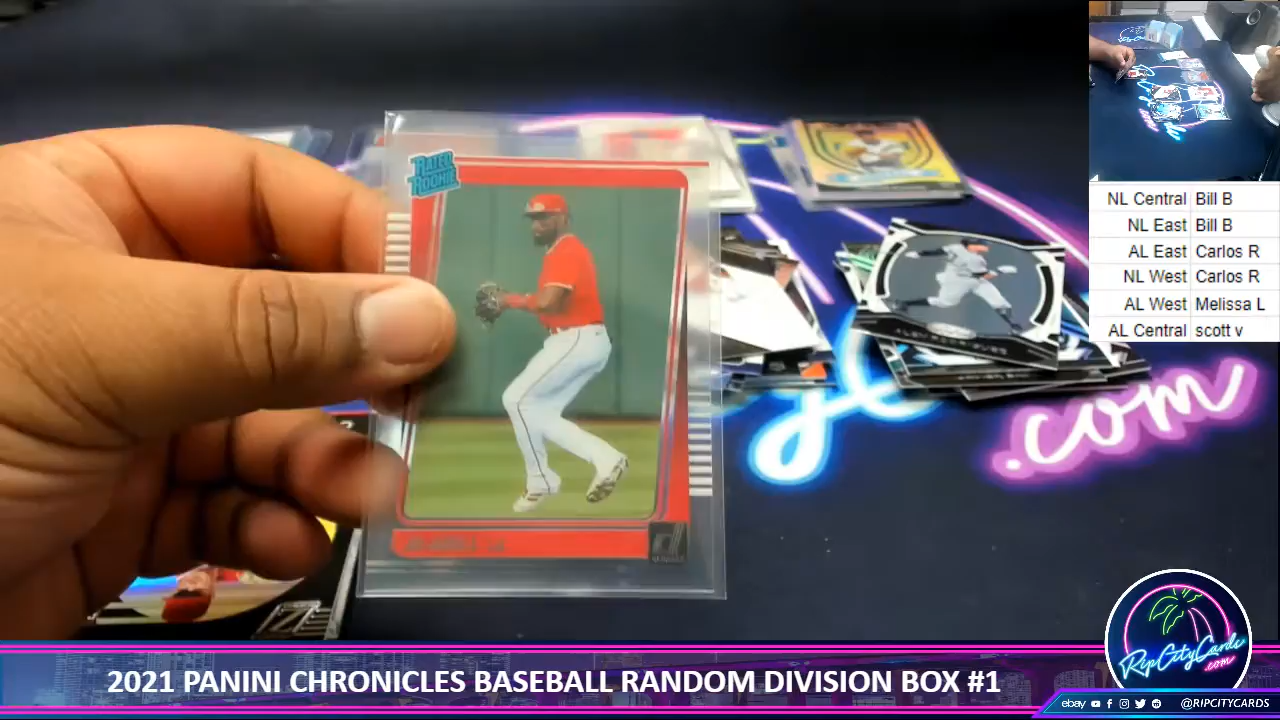 RATED
ROOKIE
NL Central Bill B
NL East Bill B
AL East Carlos R
NL West Carlos R
AL West Melissa L
AL Central scott v
.com
RipCityCards
.com
2021 PANINI CHRONICLES BASEBALL RANDOM DIVISION BOX #1
ebay @RIPCITYCARDS